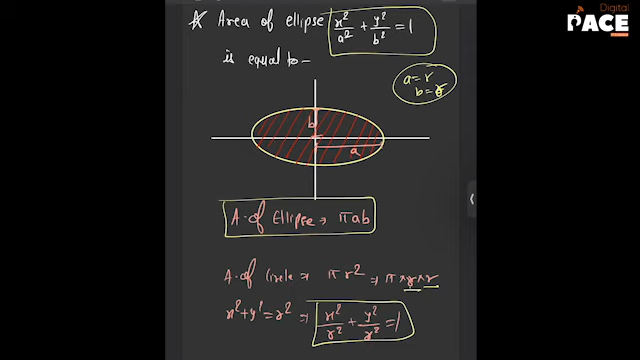 Digital
PACE
* Area of ellipse x²/a² + y²/b² = 1
is equal to -
a = r
b = r
b
a
A. of Ellipse → πab
A. of Circle ⇒ πr² ⇒ π × r × r
x² + y² = r² ⇒ x²/r² + y²/r² = 1